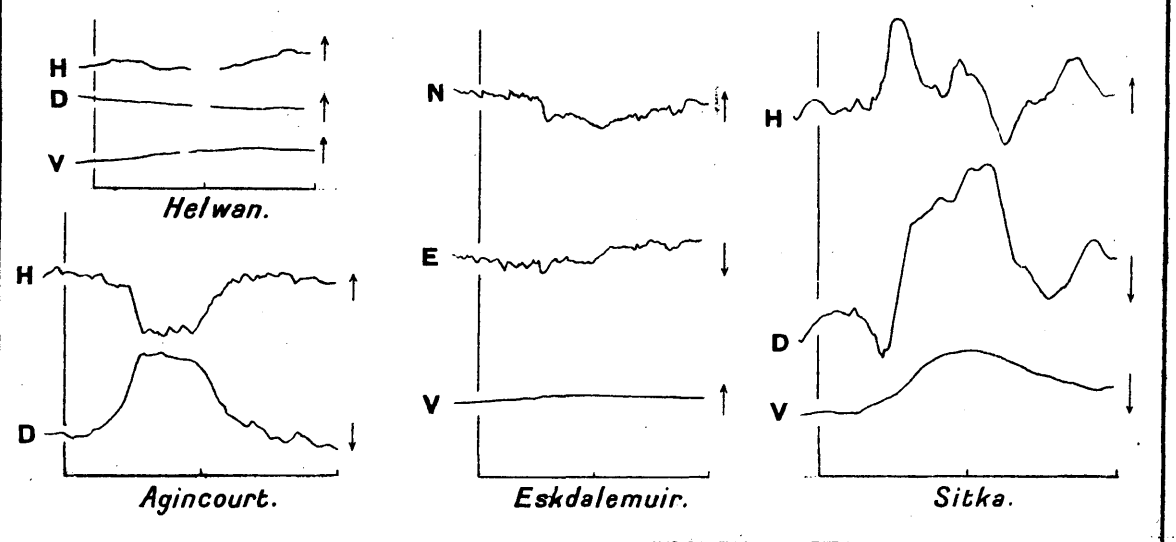 H
D
V
Helwan.
H
D
Agincourt.
N
E
V
Eskdalemuir.
H
D
V
Sitka.